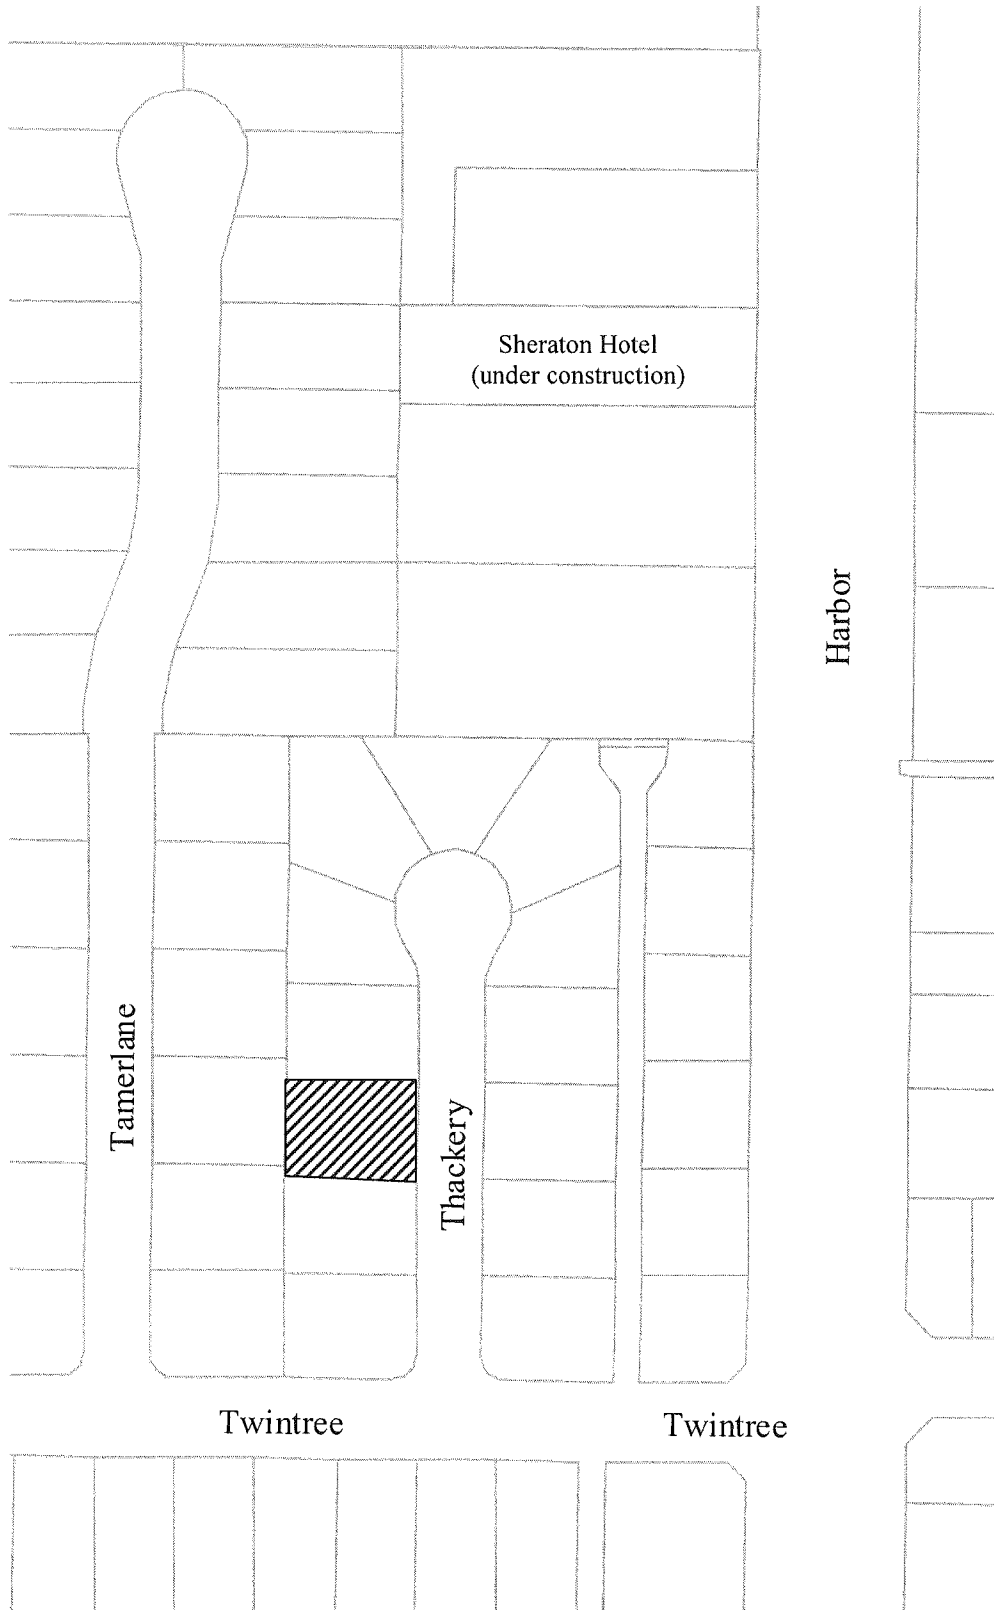 Sheraton Hotel
(under construction)
Harbor
Tamerlane
Thackery
Twintree
Twintree